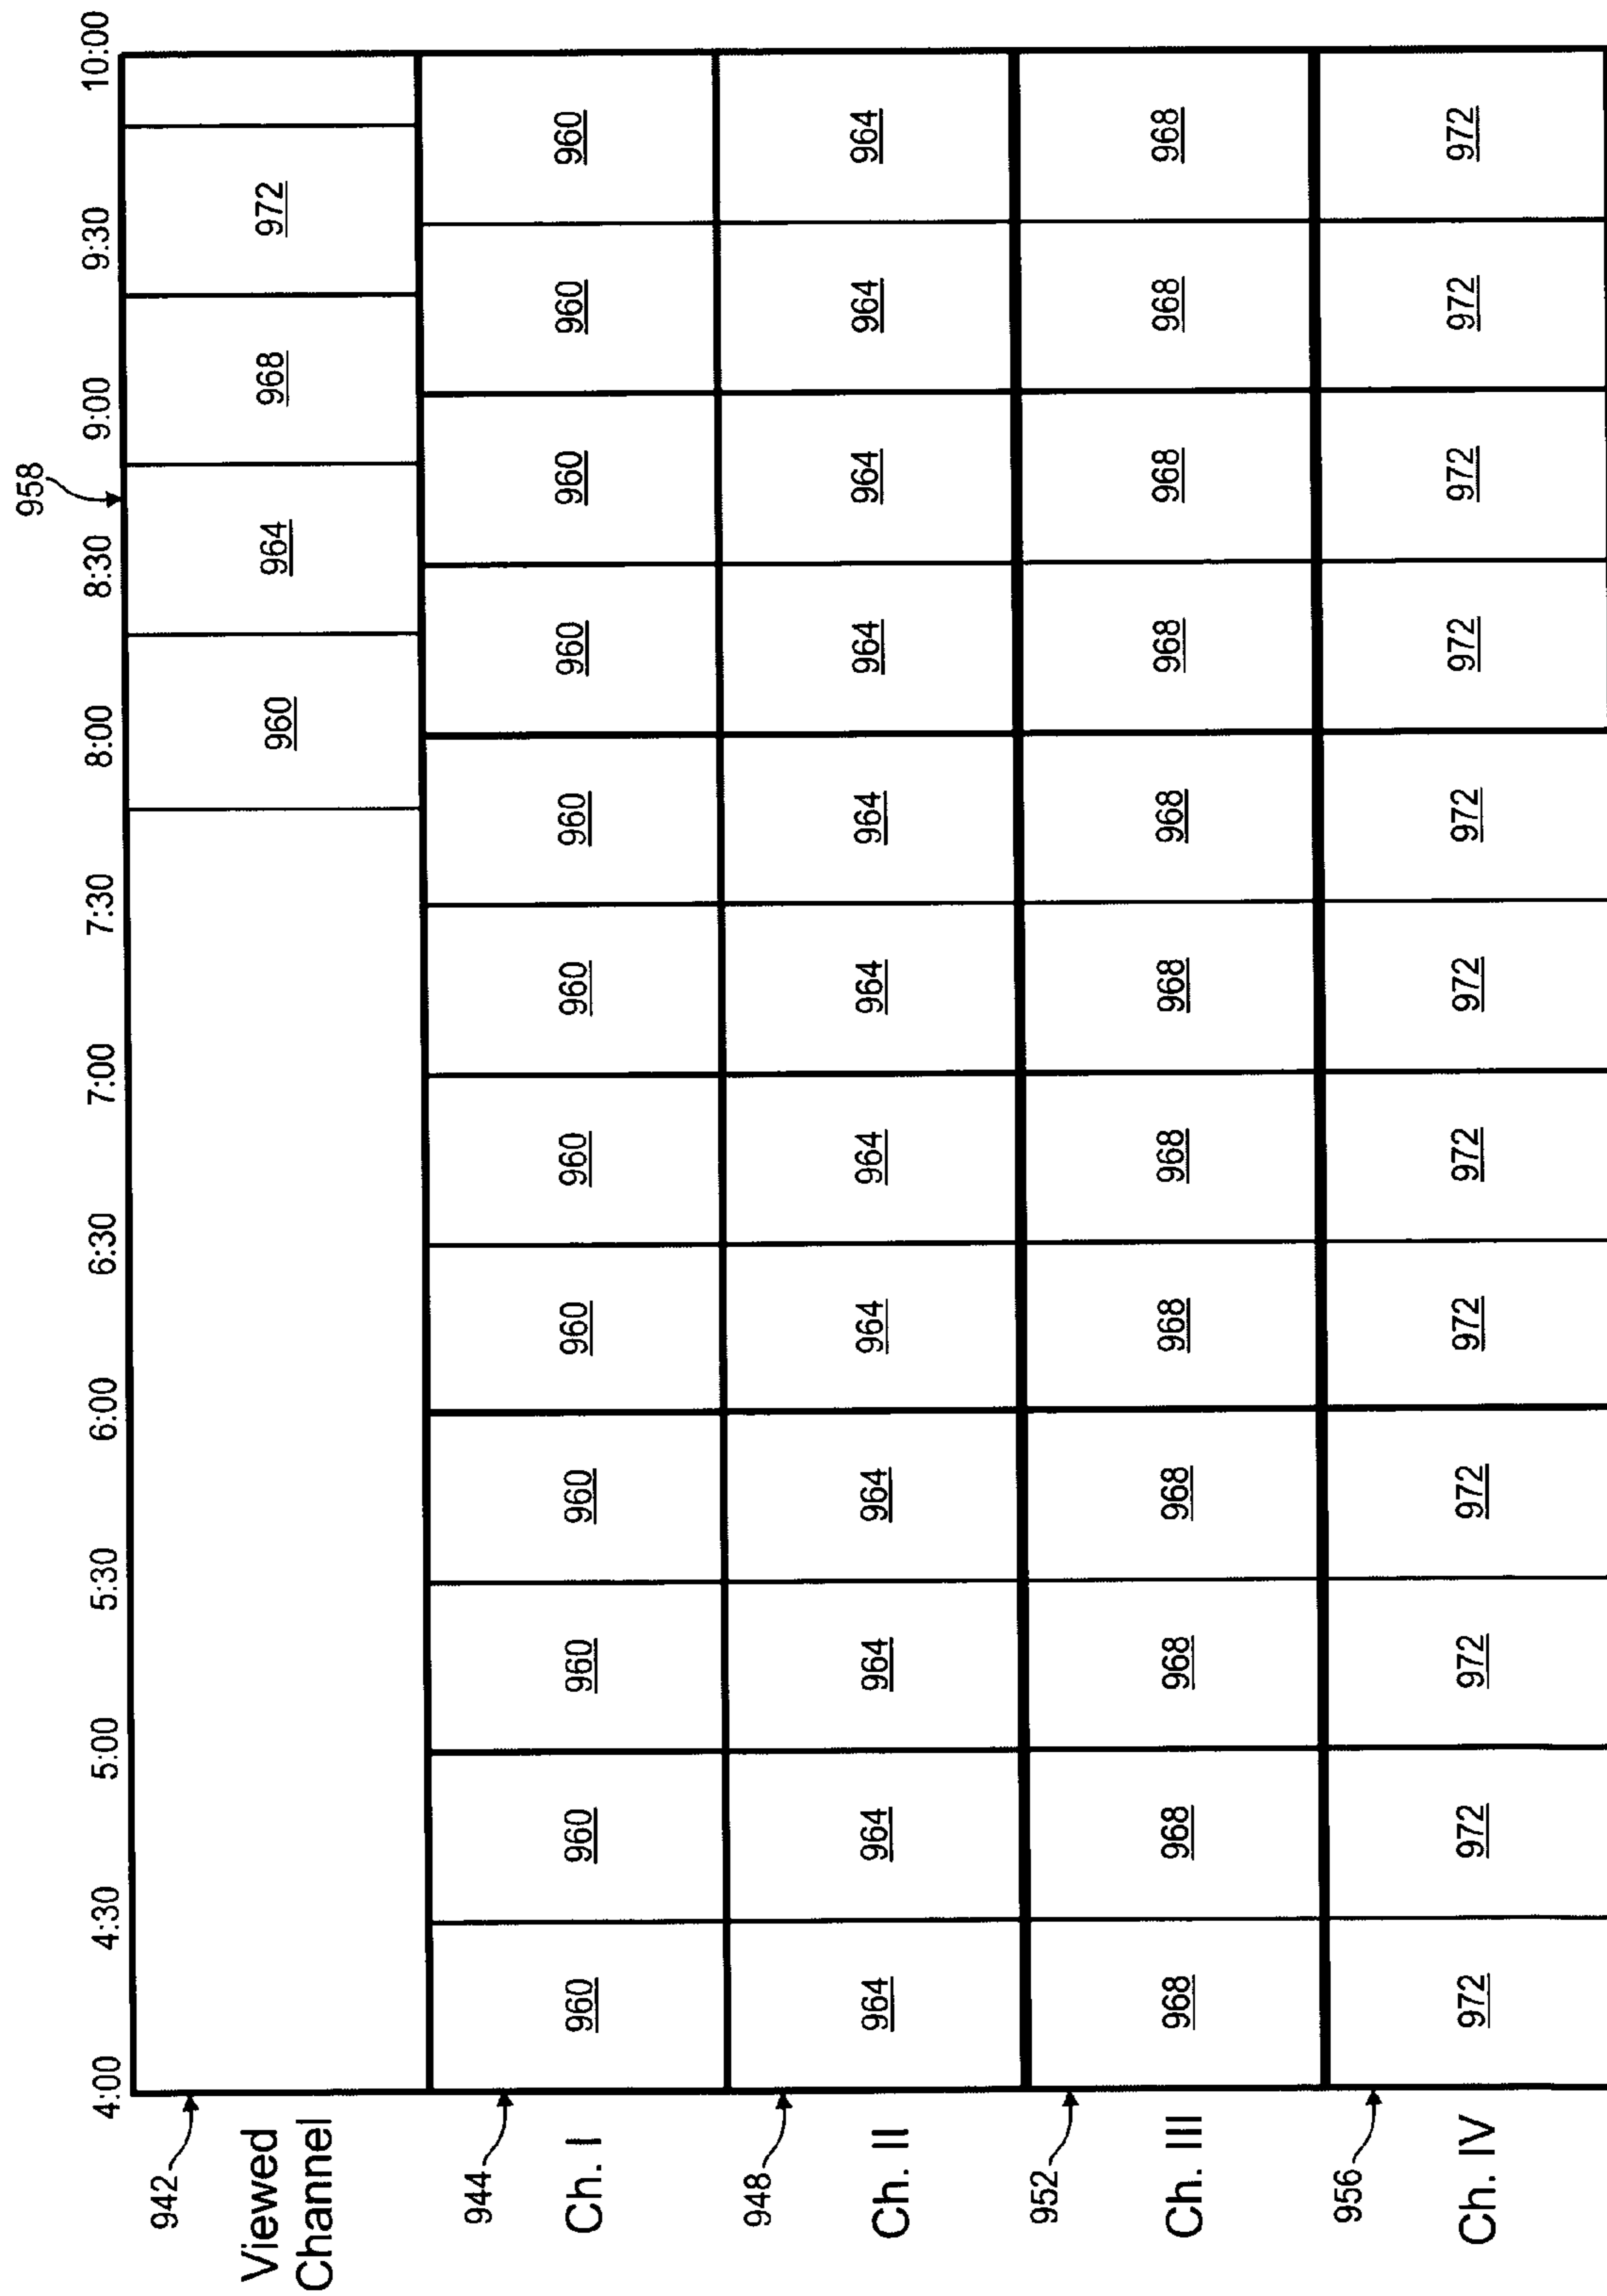 958
4:00 4:30 5:00 5:30 6:00 6:30 7:00 7:30 8:00 8:30 9:00 9:30 10:00
942
Viewed
Channel
960 964 968 972
944
Ch. I
960 960 960 960 960 960 960 960 960 960 960 960
948
Ch. II
964 964 964 964 964 964 964 964 964 964 964 964
952
Ch. III
968 968 968 968 968 968 968 968 968 968 968 968
956
Ch. IV
972 972 972 972 972 972 972 972 972 972 972 972